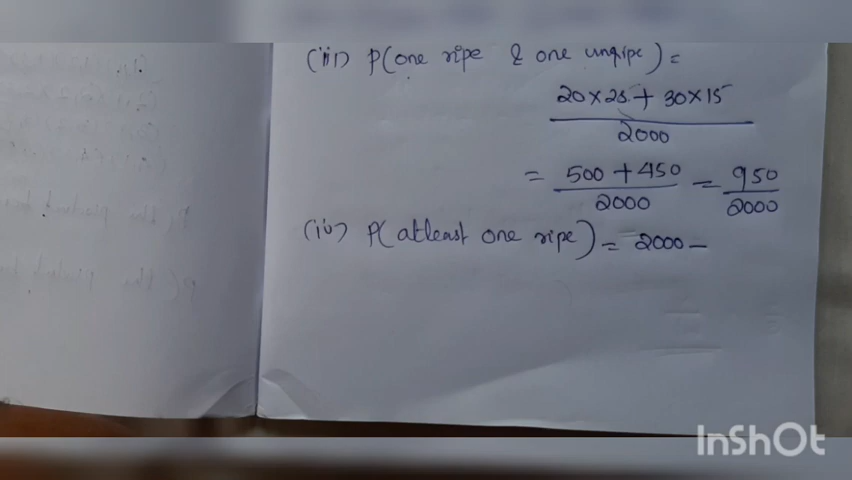 (iii) P(one ripe & one unripe) =
20×25 + 30×15
2000
= 500 + 450 = 950
2000 2000
(iv) P(atleast one ripe) = 2000 –
InShOt